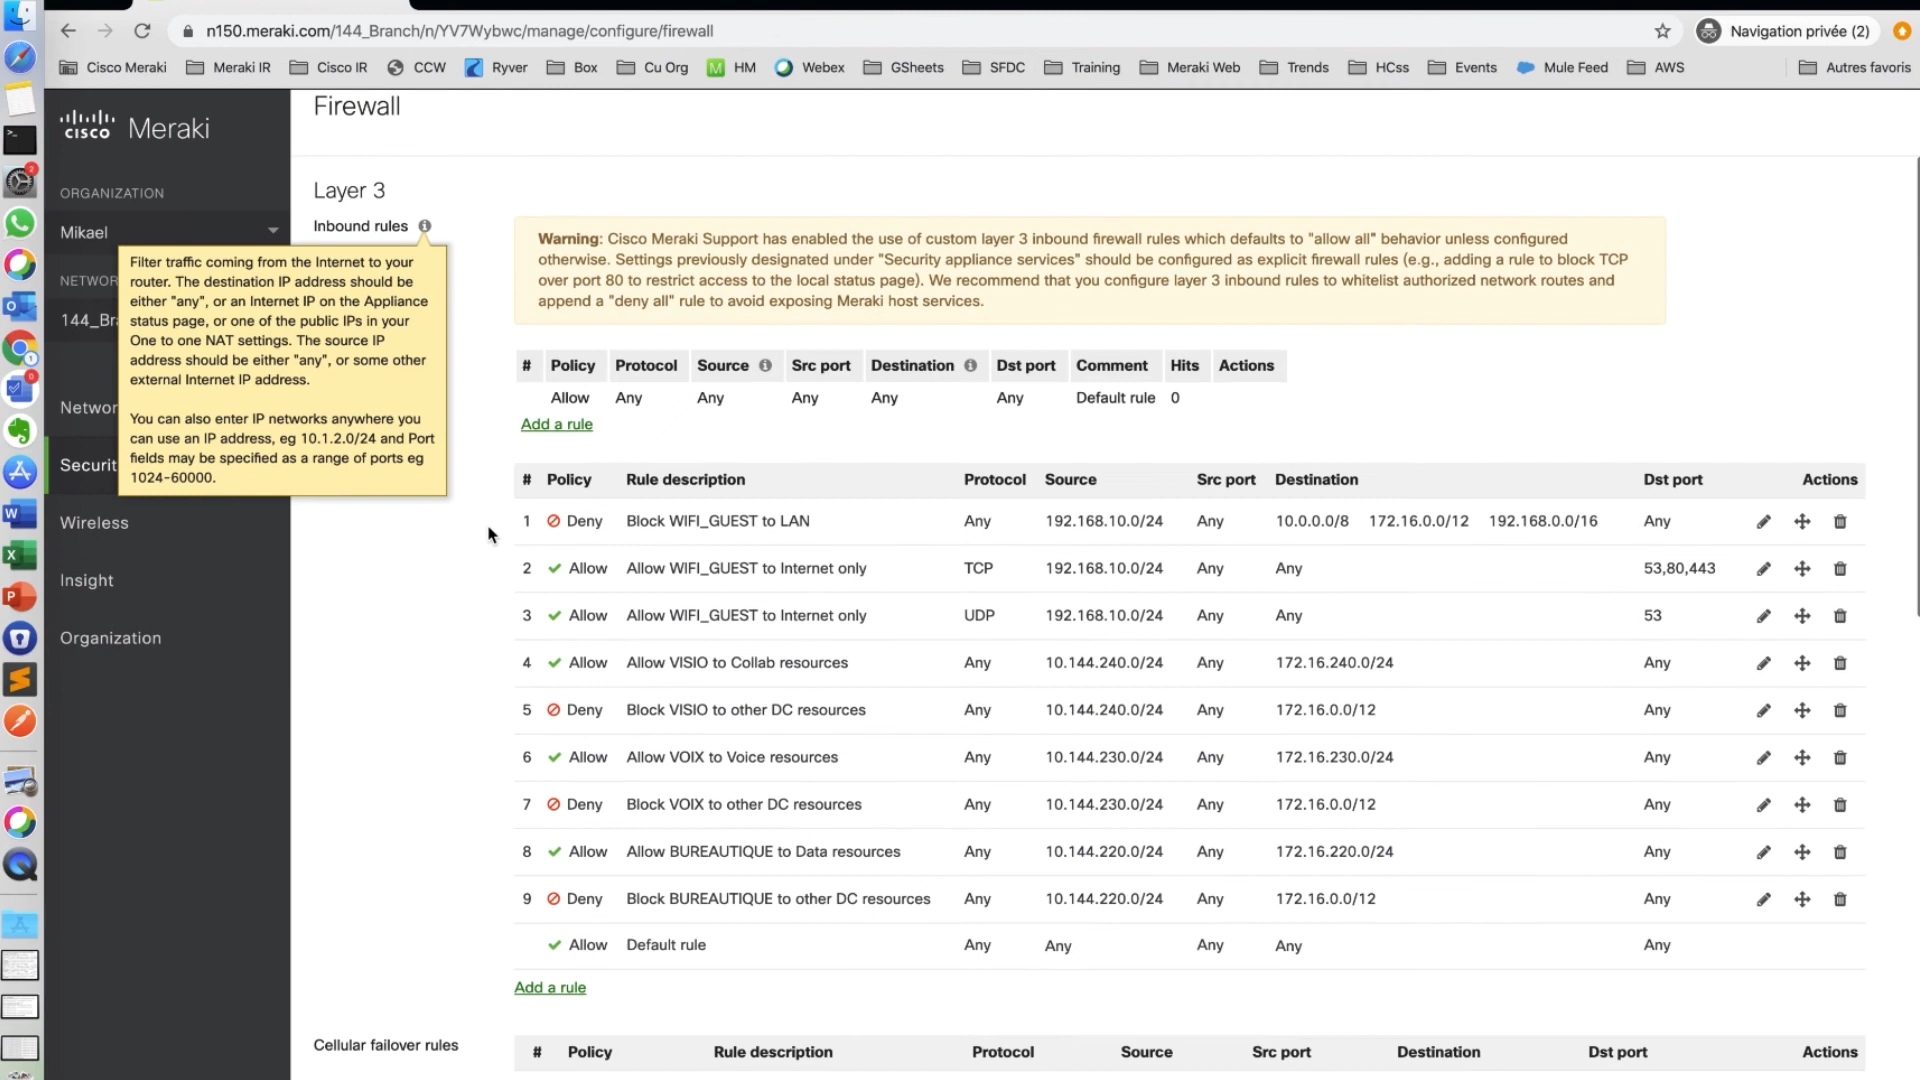 n150.meraki.com/144_Branch/n/YV7Wybwc/manage/configure/firewall
Navigation privée (2)
Cisco Meraki Meraki IR Cisco IR CCW Ryver Box Cu Org M HM Webex GSheets SFDC Training Meraki Web Trends HCss Events Mule Feed AWS Autres favoris
CISCO Meraki
ORGANIZATION
Mikael
NETWOR
144_Bra
Networ
Securit
Wireless
Insight
Organization
Firewall
Layer 3
Inbound rules
Filter traffic coming from the Internet to your
router. The destination IP address should be
either "any", or an Internet IP on the Appliance
status page, or one of the public IPs in your
One to one NAT settings. The source IP
address should be either "any", or some other
external Internet IP address.
You can also enter IP networks anywhere you
can use an IP address, eg 10.1.2.0/24 and Port
fields may be specified as a range of ports eg
1024-60000.
Warning: Cisco Meraki Support has enabled the use of custom layer 3 inbound firewall rules which defaults to "allow all" behavior unless configured
otherwise. Settings previously designated under "Security appliance services" should be configured as explicit firewall rules (e.g., adding a rule to block TCP
over port 80 to restrict access to the local status page). We recommend that you configure layer 3 inbound rules to whitelist authorized network routes and
append a "deny all" rule to avoid exposing Meraki host services.
# Policy Protocol Source Src port Destination Dst port Comment Hits Actions
Allow Any Any Any Any Any Default rule 0
Add a rule
# Policy Rule description Protocol Source Src port Destination Dst port Actions
1 Deny Block WIFI_GUEST to LAN Any 192.168.10.0/24 Any 10.0.0.0/8 172.16.0.0/12 192.168.0.0/16 Any
2 Allow Allow WIFI_GUEST to Internet only TCP 192.168.10.0/24 Any Any 53,80,443
3 Allow Allow WIFI_GUEST to Internet only UDP 192.168.10.0/24 Any Any 53
4 Allow Allow VISIO to Collab resources Any 10.144.240.0/24 Any 172.16.240.0/24 Any
5 Deny Block VISIO to other DC resources Any 10.144.240.0/24 Any 172.16.0.0/12 Any
6 Allow Allow VOIX to Voice resources Any 10.144.230.0/24 Any 172.16.230.0/24 Any
7 Deny Block VOIX to other DC resources Any 10.144.230.0/24 Any 172.16.0.0/12 Any
8 Allow Allow BUREAUTIQUE to Data resources Any 10.144.220.0/24 Any 172.16.220.0/24 Any
9 Deny Block BUREAUTIQUE to other DC resources Any 10.144.220.0/24 Any 172.16.0.0/12 Any
Allow Default rule Any Any Any Any Any
Add a rule
Cellular failover rules
# Policy Rule description Protocol Source Src port Destination Dst port Actions